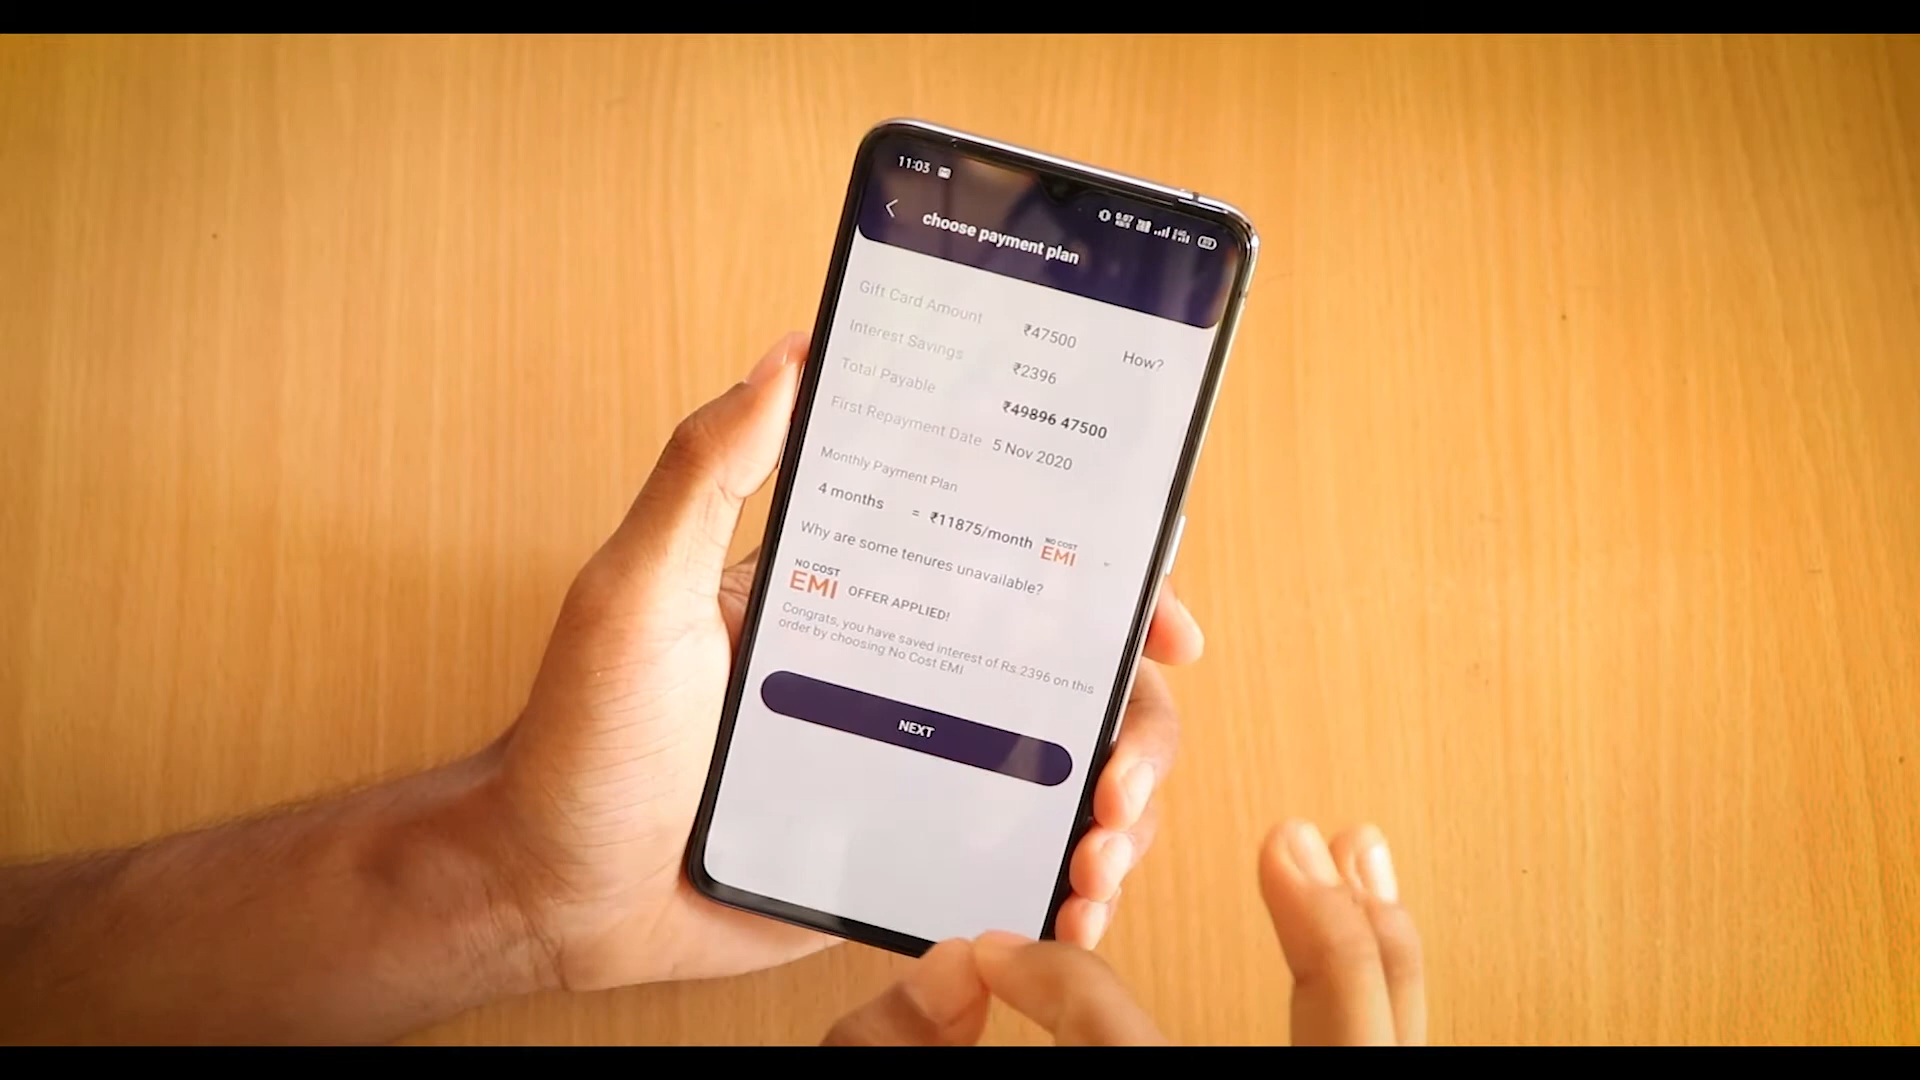 11:03
choose payment plan
Gift Card Amount ₹47500 How?
Interest Savings ₹2396
Total Payable ₹49896 47500
First Repayment Date 5 Nov 2020
Monthly Payment Plan
4 months = ₹11875/month NO COST EMI
Why are some tenures unavailable?
NO COST EMI OFFER APPLIED!
Congrats, you have saved interest of Rs.2396 on this
order by choosing No Cost EMI
NEXT